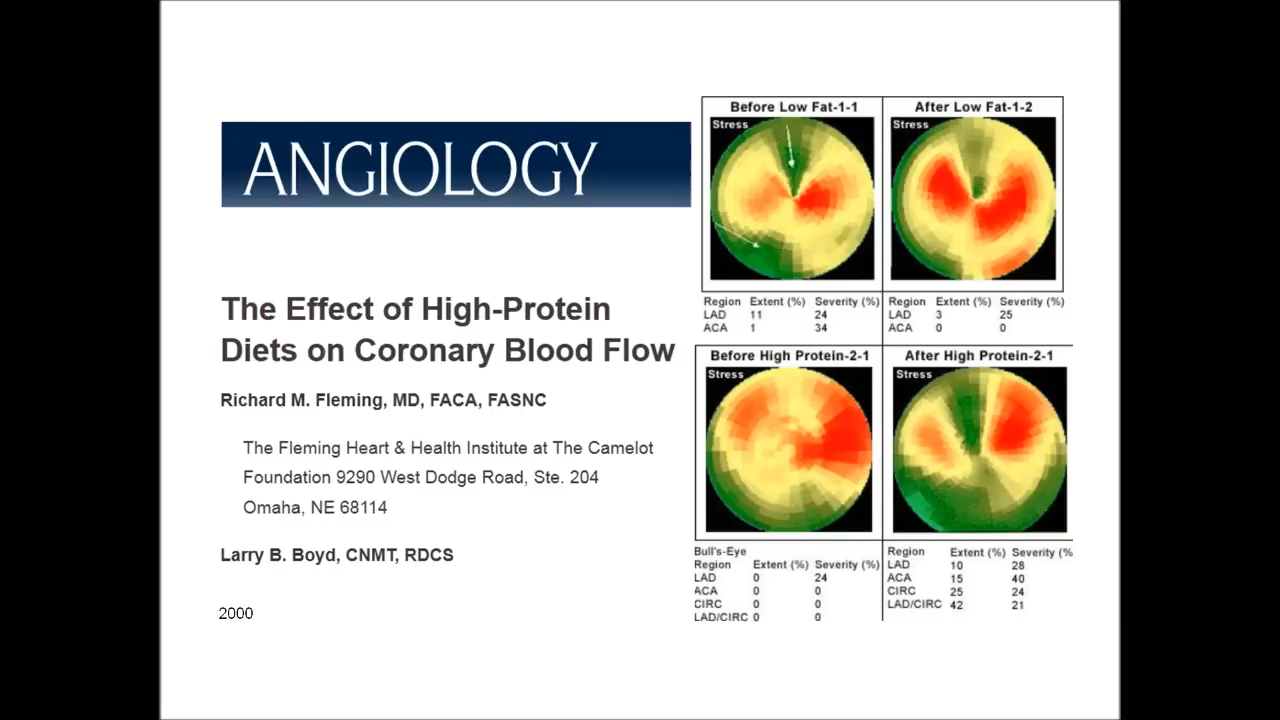 ANGIOLOGY
The Effect of High-Protein
Diets on Coronary Blood Flow
Richard M. Fleming, MD, FACA, FASNC
The Fleming Heart & Health Institute at The Camelot
Foundation 9290 West Dodge Road, Ste. 204
Omaha, NE 68114
Larry B. Boyd, CNMT, RDCS
2000
Before Low Fat-1-1
Stress
Region Extent (%) Severity (%)
LAD 11 24
ACA 1 34
After Low Fat-1-2
Stress
Region Extent (%) Severity (%)
LAD 3 25
ACA 0 0
Before High Protein-2-1
Stress
Bull's-Eye
Region Extent (%) Severity (%)
LAD 0 24
ACA 0 0
CIRC 0 0
LAD/CIRC 0 0
After High Protein-2-1
Stress
Region Extent (%) Severity (%
LAD 10 28
ACA 15 40
CIRC 25 24
LAD/CIRC 42 21